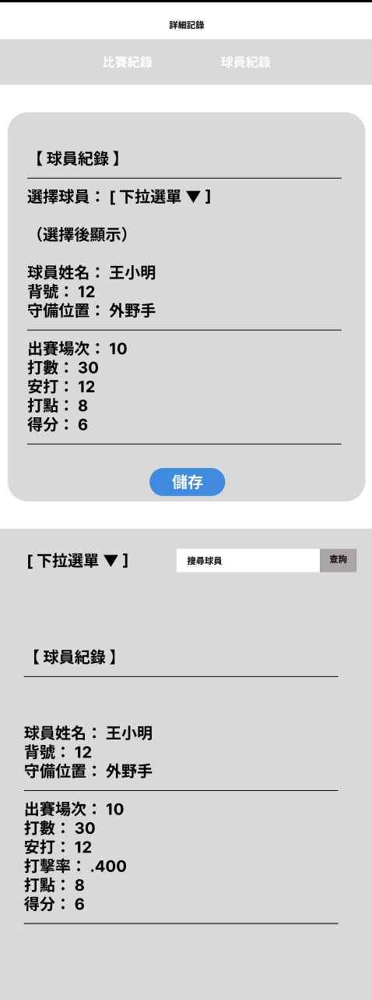 詳細記錄
比賽紀錄 球員紀錄
【 球員紀錄 】
選擇球員： [ 下拉選單 ▼ ]
（選擇後顯示）
球員姓名： 王小明
背號： 12
守備位置： 外野手
出賽場次： 10
打數： 30
安打： 12
打點： 8
得分： 6
儲存
[ 下拉選單 ▼ ] 搜尋球員 查詢
【 球員紀錄 】
球員姓名： 王小明
背號： 12
守備位置： 外野手
出賽場次： 10
打數： 30
安打： 12
打擊率： .400
打點： 8
得分： 6